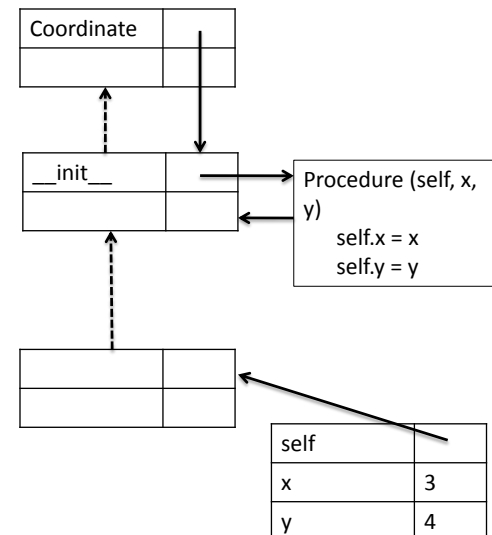 Coordinate
__init__
Procedure (self, x,
y)
self.x = x
self.y = y
self
x 3
y 4